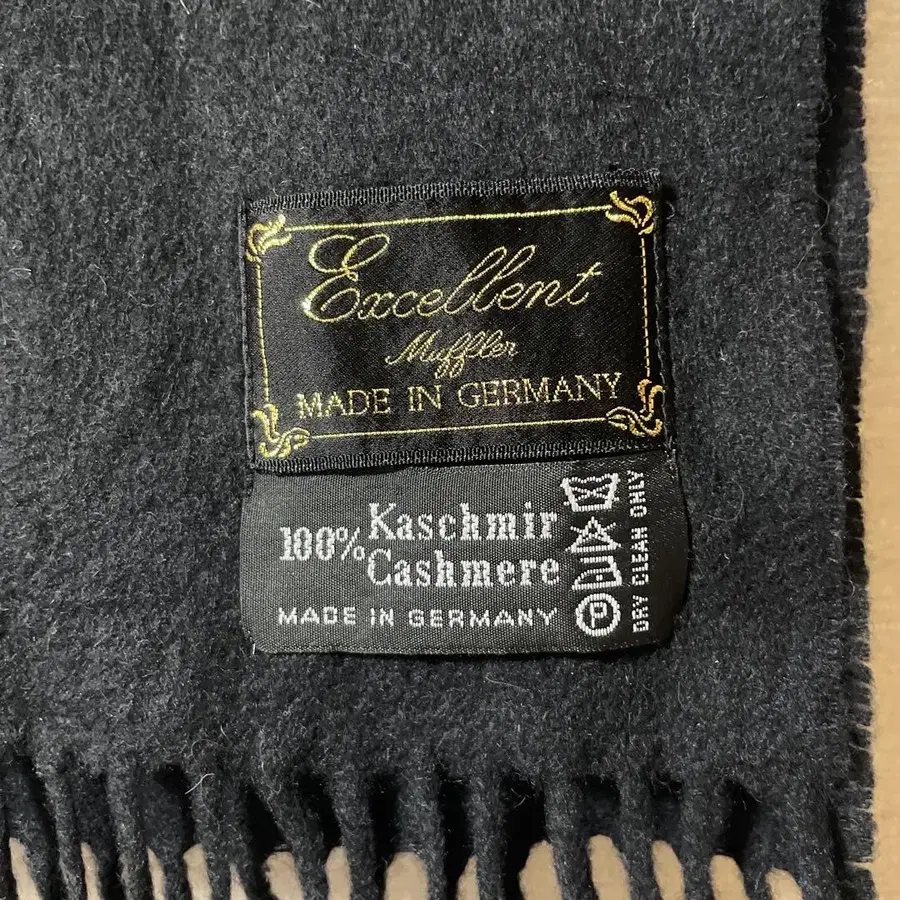 Excellent
Muffler
MADE IN GERMANY
100% Kaschmir
Cashmere
MADE IN GERMANY
P
DRY CLEAN ONLY